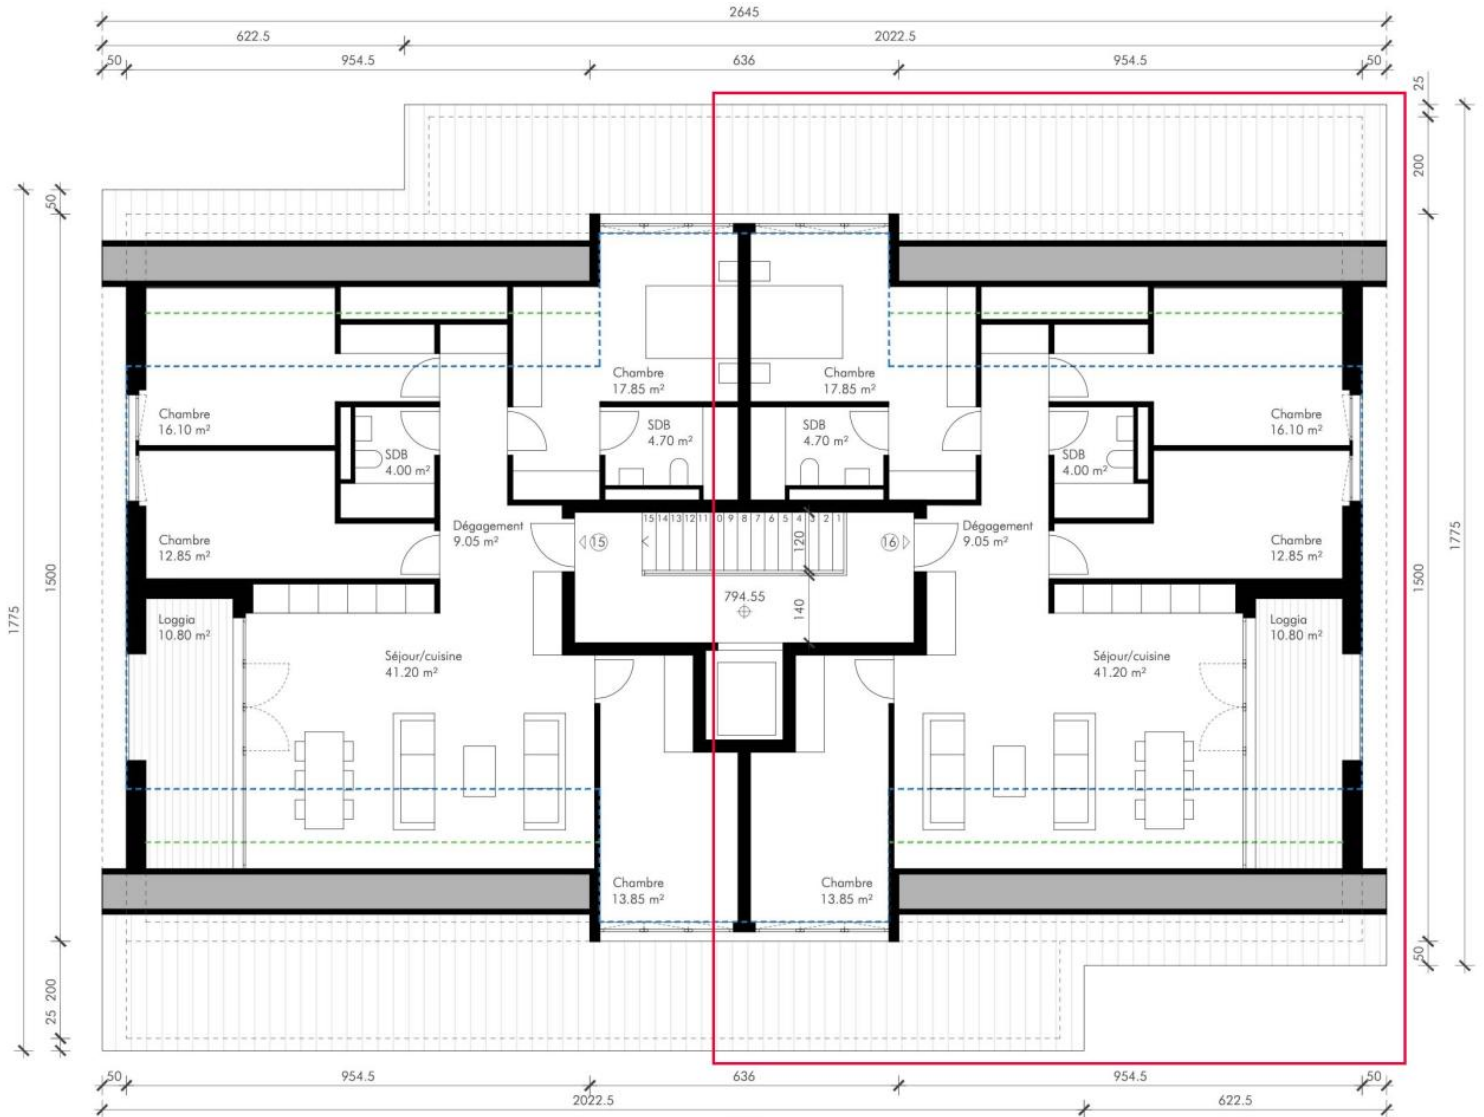 2645
622.5 2022.5
50 954.5 636 954.5 50
25
200
50
Chambre
17.85 m²
Chambre
17.85 m²
Chambre
16.10 m²
SDB
4.70 m²
SDB
4.70 m²
Chambre
16.10 m²
SDB
4.00 m²
SDB
4.00 m²
Dégagement
9.05 m²
Dégagement
9.05 m²
Chambre
12.85 m²
Chambre
12.85 m²
15 14 13 12 11 10 9 8 7 6 5 4 3 2 1
15
16
120
140
794.55
1775
1500
1500
1775
Loggia
10.80 m²
Loggia
10.80 m²
Séjour/cuisine
41.20 m²
Séjour/cuisine
41.20 m²
Chambre
13.85 m²
Chambre
13.85 m²
200
25
50
50 954.5 636 954.5 50
2022.5 622.5